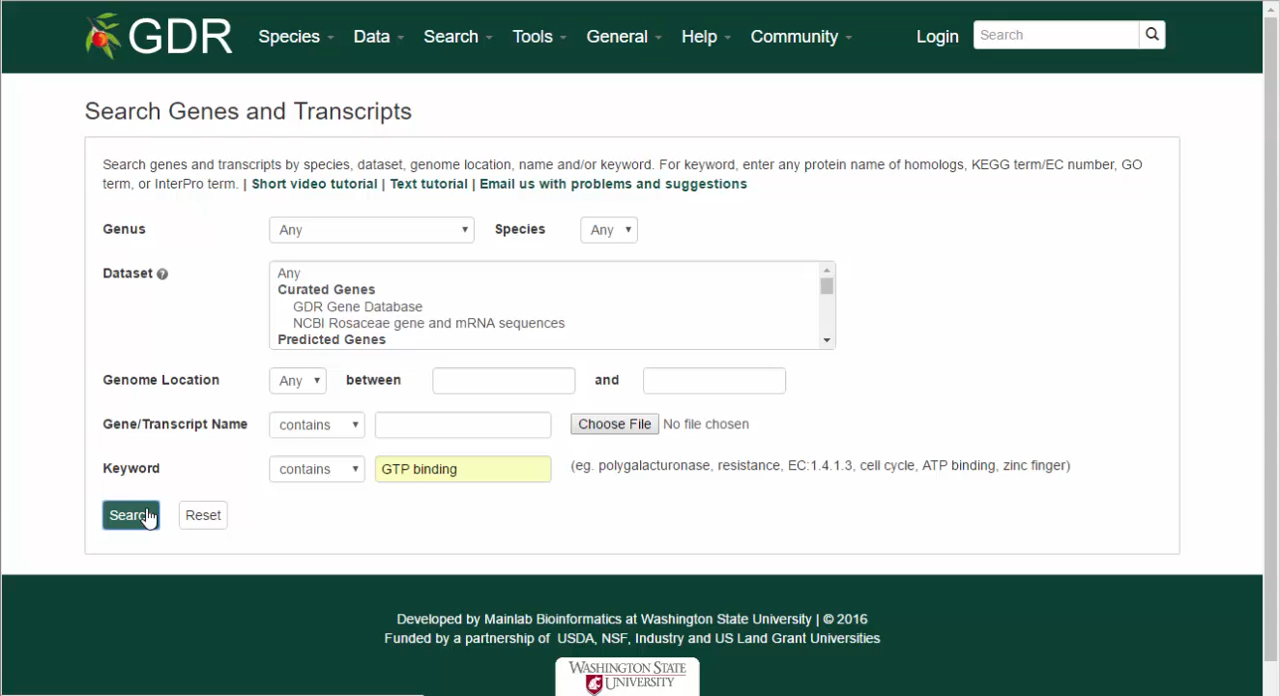 GDR Species Data Search Tools General Help Community Login Search
Search Genes and Transcripts
Search genes and transcripts by species, dataset, genome location, name and/or keyword. For keyword, enter any protein name of homologs, KEGG term/EC number, GO
term, or InterPro term. | Short video tutorial | Text tutorial | Email us with problems and suggestions
Genus Any Species Any
Dataset ? Any
Curated Genes
GDR Gene Database
NCBI Rosaceae gene and mRNA sequences
Predicted Genes
Genome Location Any between and
Gene/Transcript Name contains Choose File No file chosen
Keyword contains GTP binding (eg. polygalacturonase, resistance, EC:1.4.1.3, cell cycle, ATP binding, zinc finger)
Search Reset
Developed by Mainlab Bioinformatics at Washington State University | © 2016
Funded by a partnership of USDA, NSF, Industry and US Land Grant Universities
WASHINGTON STATE
UNIVERSITY